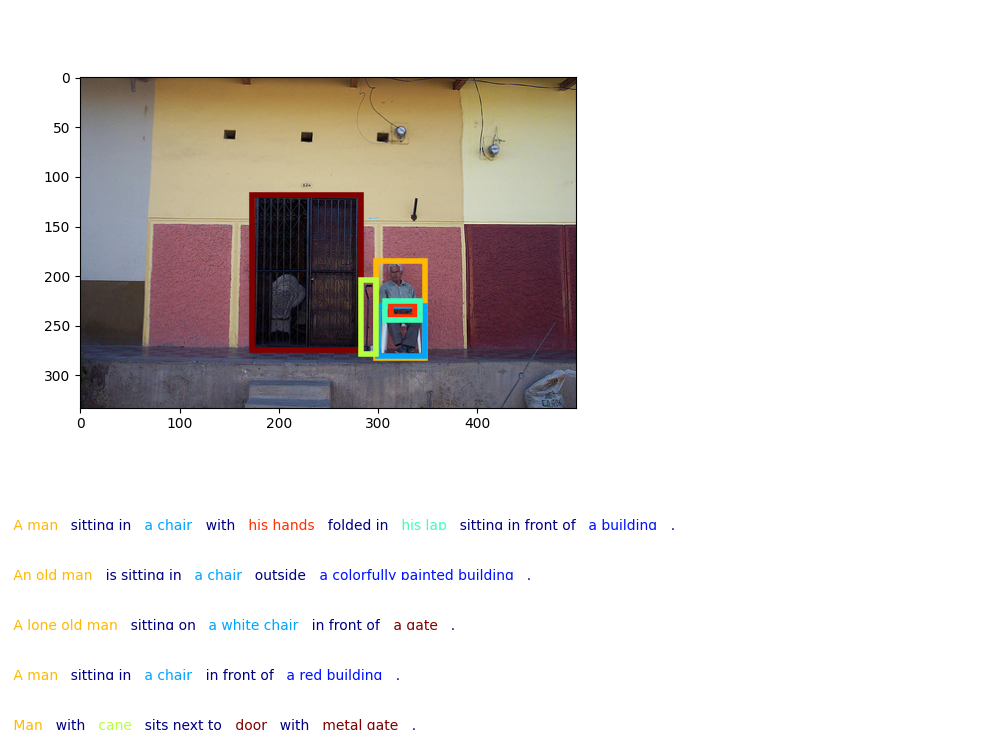 0
50
100
150
200
250
300
0 100 200 300 400
A man sitting in a chair with his hands folded in his lap sitting in front of a building .
An old man is sitting in a chair outside a colorfully painted building .
A lone old man sitting on a white chair in front of a gate .
A man sitting in a chair in front of a red building .
Man with cane sits next to door with metal gate .